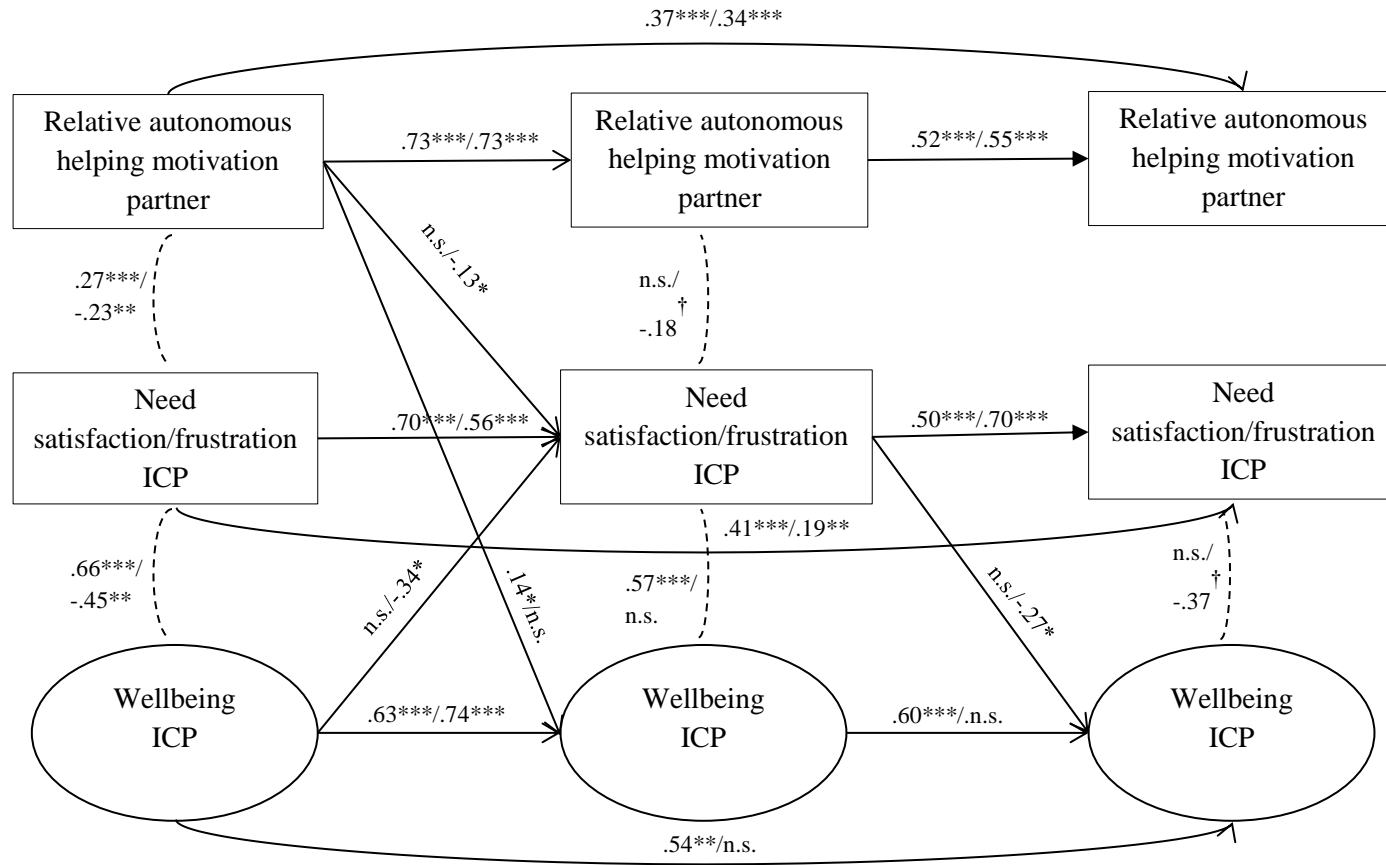 .37***/.34***
Relative autonomous
helping motivation
partner
.73***/.73***
Relative autonomous
helping motivation
partner
.52***/.55***
Relative autonomous
helping motivation
partner
n.s./-.13*
.27***/
-.23**
n.s./
-.18†
Need
satisfaction/frustration
ICP
.70***/.56***
Need
satisfaction/frustration
ICP
.50***/.70***
Need
satisfaction/frustration
ICP
.41***/.19**
.66***/
-.45**
n.s./-.34*
.14*/n.s.
.57***/
n.s.
n.s./-.27*
n.s./
-.37†
Wellbeing
ICP
.63***/.74***
Wellbeing
ICP
.60***/.n.s.
Wellbeing
ICP
.54**/n.s.